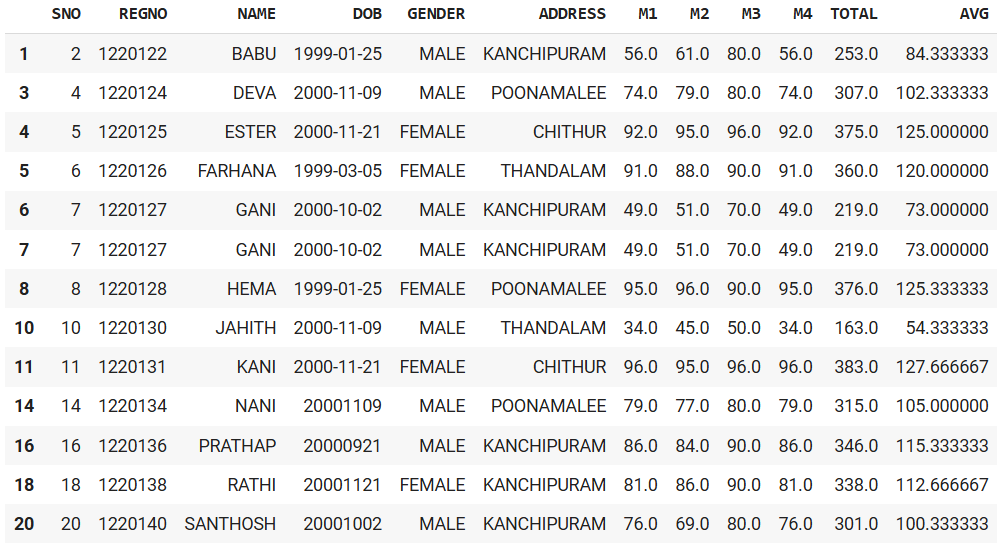 SNO REGNO NAME DOB GENDER ADDRESS M1 M2 M3 M4 TOTAL AVG
1 2 1220122 BABU 1999-01-25 MALE KANCHIPURAM 56.0 61.0 80.0 56.0 253.0 84.333333
3 4 1220124 DEVA 2000-11-09 MALE POONAMALEE 74.0 79.0 80.0 74.0 307.0 102.333333
4 5 1220125 ESTER 2000-11-21 FEMALE CHITHUR 92.0 95.0 96.0 92.0 375.0 125.000000
5 6 1220126 FARHANA 1999-03-05 FEMALE THANDALAM 91.0 88.0 90.0 91.0 360.0 120.000000
6 7 1220127 GANI 2000-10-02 MALE KANCHIPURAM 49.0 51.0 70.0 49.0 219.0 73.000000
7 7 1220127 GANI 2000-10-02 MALE KANCHIPURAM 49.0 51.0 70.0 49.0 219.0 73.000000
8 8 1220128 HEMA 1999-01-25 FEMALE POONAMALEE 95.0 96.0 90.0 95.0 376.0 125.333333
10 10 1220130 JAHITH 2000-11-09 MALE THANDALAM 34.0 45.0 50.0 34.0 163.0 54.333333
11 11 1220131 KANI 2000-11-21 FEMALE CHITHUR 96.0 95.0 96.0 96.0 383.0 127.666667
14 14 1220134 NANI 20001109 MALE POONAMALEE 79.0 77.0 80.0 79.0 315.0 105.000000
16 16 1220136 PRATHAP 20000921 MALE KANCHIPURAM 86.0 84.0 90.0 86.0 346.0 115.333333
18 18 1220138 RATHI 20001121 FEMALE KANCHIPURAM 81.0 86.0 90.0 81.0 338.0 112.666667
20 20 1220140 SANTHOSH 20001002 MALE KANCHIPURAM 76.0 69.0 80.0 76.0 301.0 100.333333